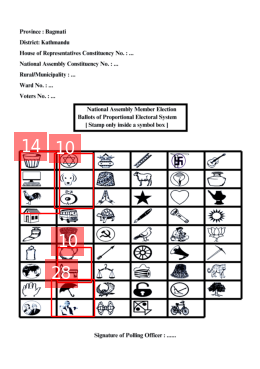 Province : Bagmati
District: Kathmandu
House of Representatives Constituency No. : ...
National Assembly Constituency No. : ...
Rural/Municipality : ...
Ward No. : ...
Voters No. : ...
National Assembly Member Election
Ballots of Proportional Electoral System
[ Stamp only inside a symbol box ]
14
10
10
28
Signature of Polling Officer : ......